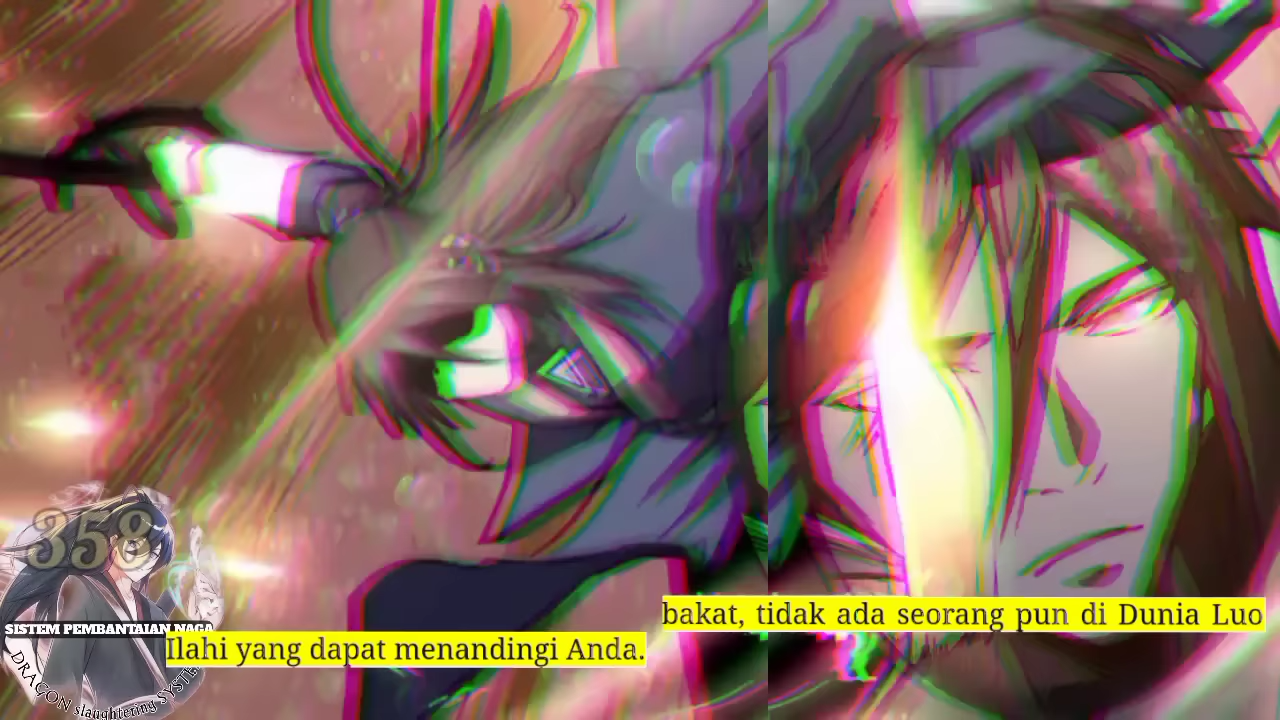 bakat, tidak ada seorang pun di Dunia Luo
Ilahi yang dapat menandingi Anda.
358
SISTEM PEMBANTAIAN NAGA
DRAGON slaughtering SYSTEM